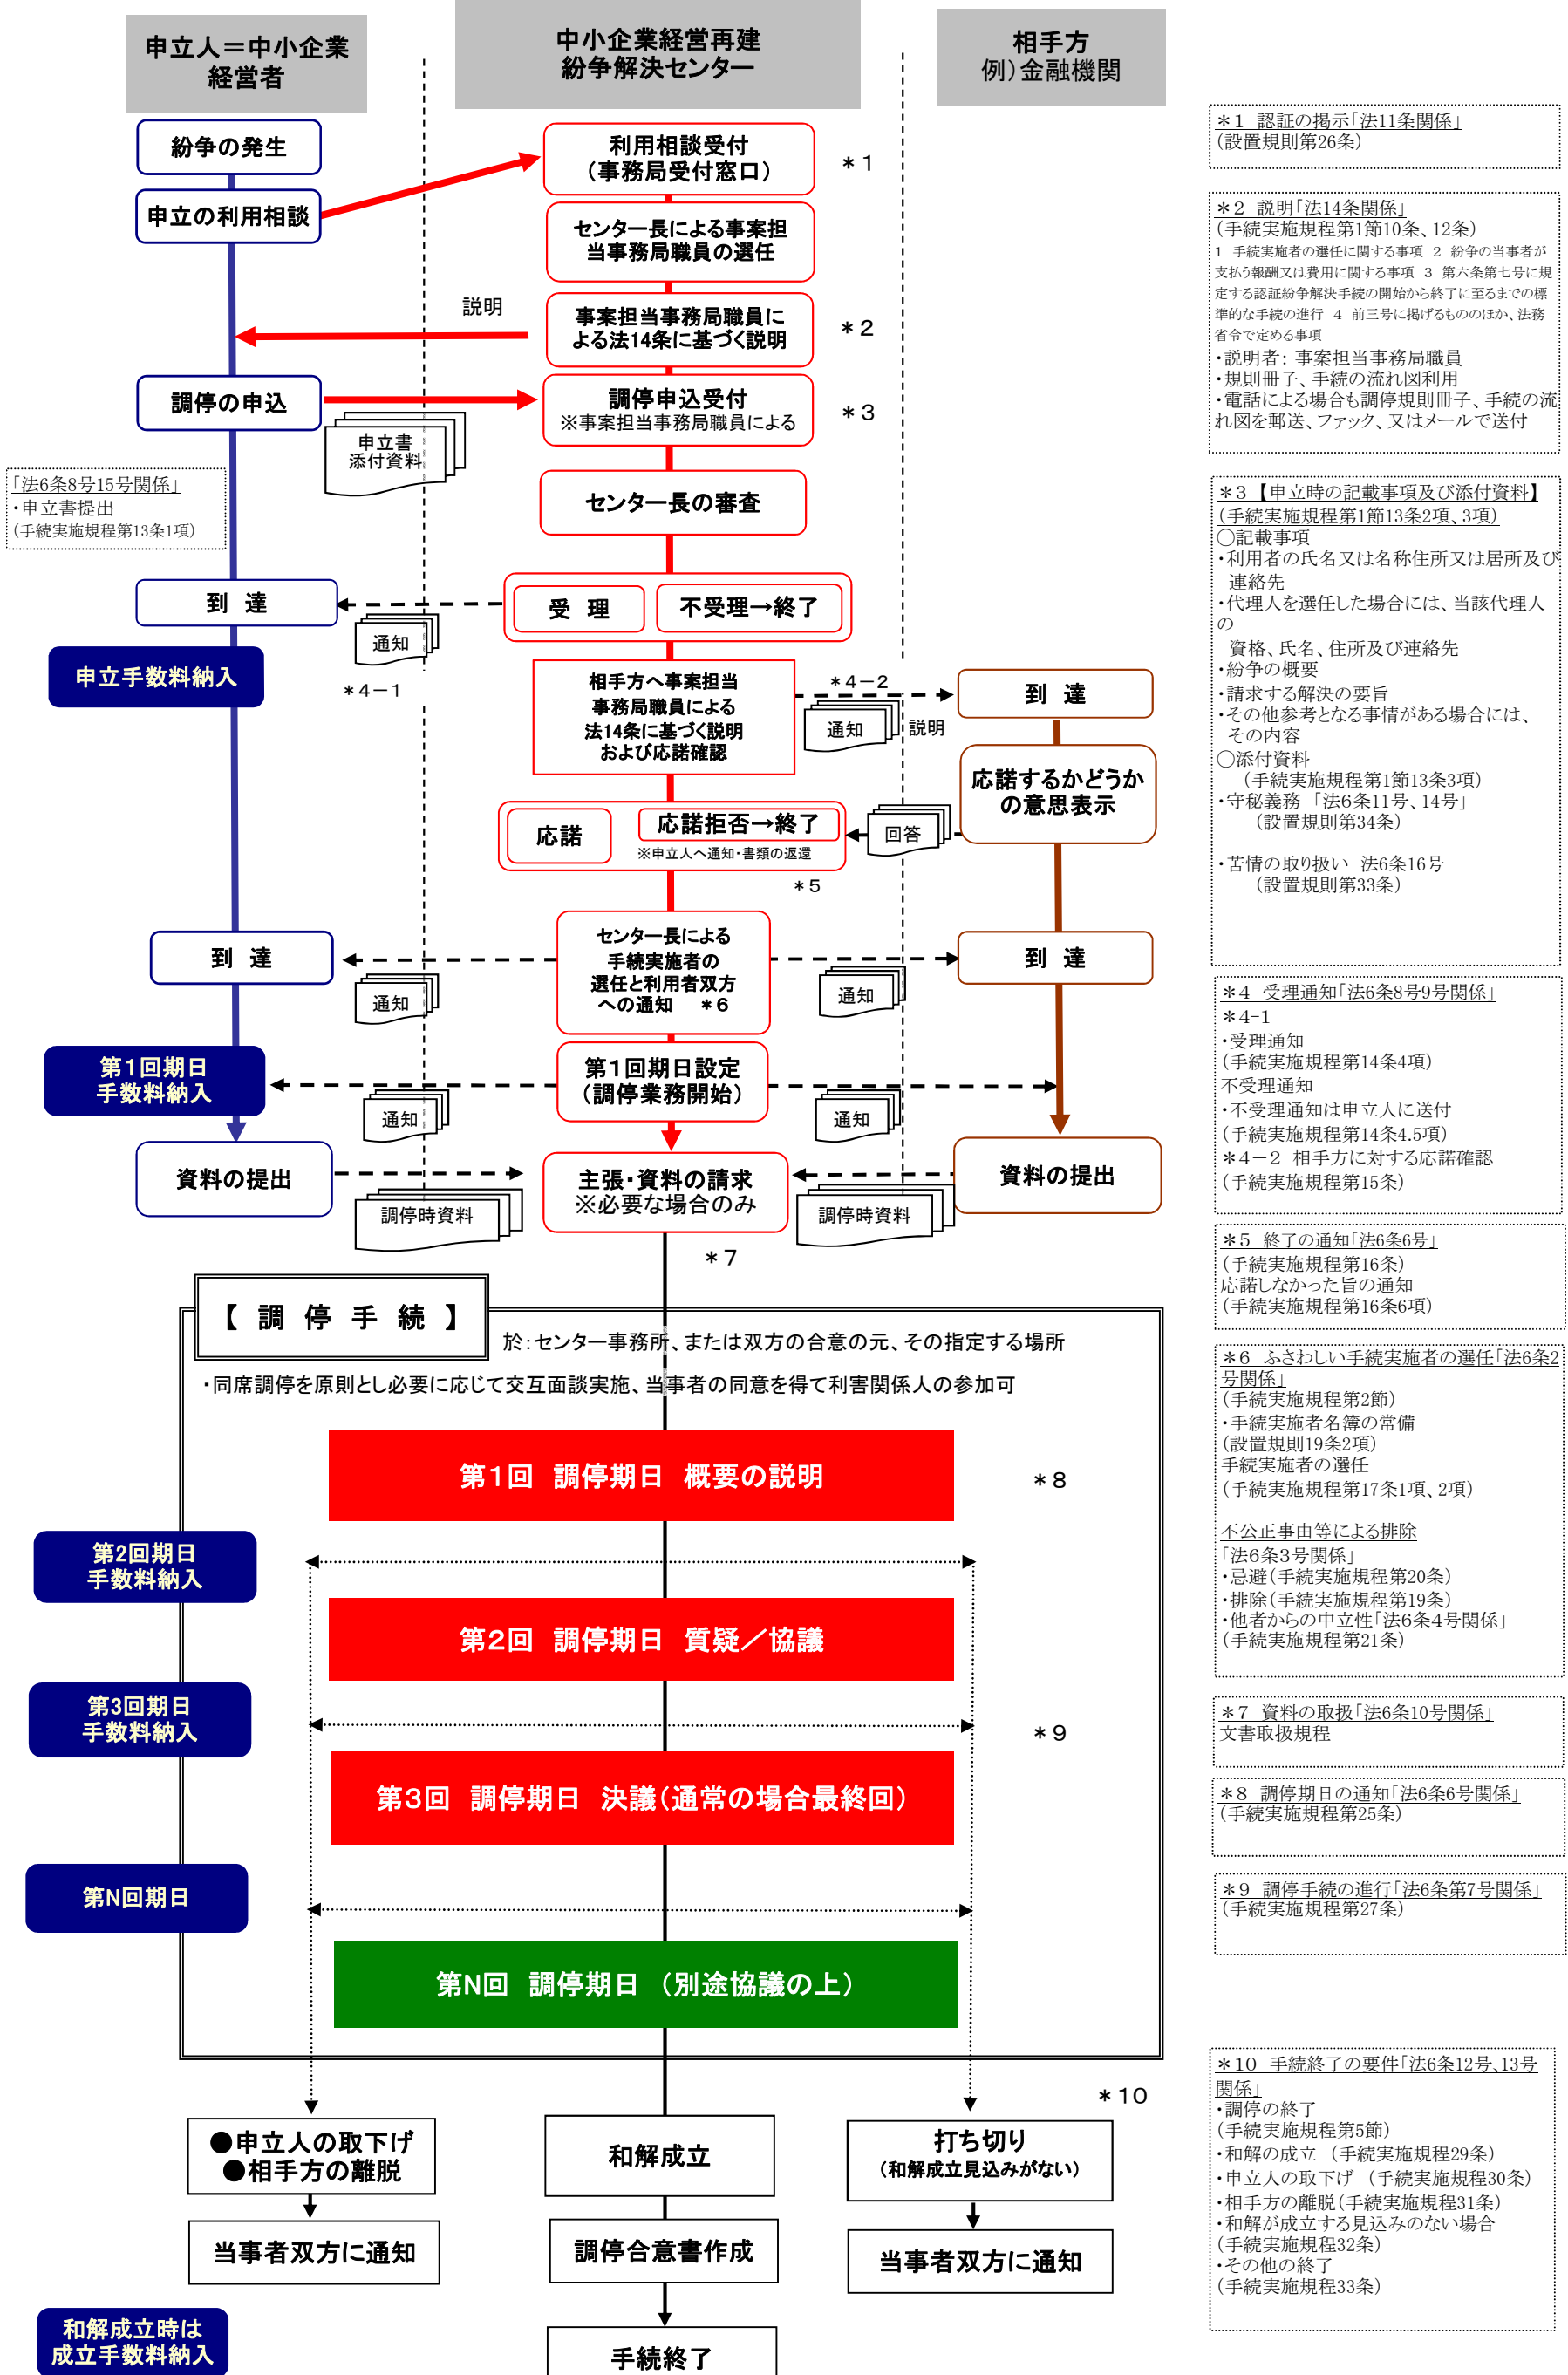 申立人＝中小企業
経営者
中小企業経営再建
紛争解決センター
相手方
例）金融機関
紛争の発生
申立の利用相談
利用相談受付
（事務局受付窓口）
＊1
センター長による事案担
当事務局職員の選任
説明
事案担当事務局職員に
よる法14条に基づく説明
＊2
調停の申込
調停申込受付
※事案担当事務局職員による
＊3
申立書
添付資料
「法6条8号15号関係」
・申立書提出
（手続実施規程第13条1項）
センター長の審査
到　達
受　理
不受理→終了
通知
申立手数料納入
＊4－1
相手方へ事案担当
事務局職員による
法14条に基づく説明
および応諾確認
＊4－2
通知
説明
到　達
応諾するかどうか
の意思表示
応諾
応諾拒否→終了
※申立人へ通知・書類の返還
回答
＊5
到　達
センター長による
手続実施者の
選任と利用者双方
への通知　＊6
到　達
通知
通知
第1回期日
手数料納入
第1回期日設定
（調停業務開始）
通知
通知
資料の提出
主張・資料の請求
※必要な場合のみ
資料の提出
調停時資料
調停時資料
＊7
【 調 停 手 続 】
於：センター事務所、または双方の合意の元、その指定する場所
・同席調停を原則とし必要に応じて交互面談実施、当事者の同意を得て利害関係人の参加可
第1回　調停期日　概要の説明
＊8
第2回期日
手数料納入
第2回　調停期日　質疑／協議
第3回期日
手数料納入
＊9
第3回　調停期日　決議（通常の場合最終回）
第N回期日
第N回　調停期日　（別途協議の上）
＊10
●申立人の取下げ
●相手方の離脱
和解成立
打ち切り
（和解成立見込みがない）
当事者双方に通知
調停合意書作成
当事者双方に通知
和解成立時は
成立手数料納入
手続終了
＊1　認証の掲示「法11条関係」
（設置規則第26条）
＊2　説明「法14条関係」
（手続実施規程第1節10条、12条）
1　手続実施者の選任に関する事項　2　紛争の当事者が
支払う報酬又は費用に関する事項　3　第六条第七号に規
定する認証紛争解決手続の開始から終了に至るまでの標
準的な手続の進行　4　前三号に掲げるもののほか、法務
省令で定める事項
・説明者：事案担当事務局職員
・規則冊子、手続の流れ図利用
・電話による場合も調停規則冊子、手続の流
れ図を郵送、ファック、又はメールで送付
＊3【申立時の記載事項及び添付資料】
（手続実施規程第1節13条2項、3項）
○記載事項
・利用者の氏名又は名称住所又は居所及び
連絡先
・代理人を選任した場合には、当該代理人
の
資格、氏名、住所及び連絡先
・紛争の概要
・請求する解決の要旨
・その他参考となる事情がある場合には、
その内容
○添付資料
（手続実施規程第1節13条3項）
・守秘義務 「法6条11号、14号」
（設置規則第34条）
・苦情の取り扱い　法6条16号
（設置規則第33条）
＊4　受理通知「法6条8号9号関係」
＊4-1
・受理通知
（手続実施規程第14条4項）
不受理通知
・不受理通知は申立人に送付
（手続実施規程第14条4.5項）
＊4－2 相手方に対する応諾確認
（手続実施規程第15条）
＊5　終了の通知「法6条6号」
（手続実施規程第16条）
応諾しなかった旨の通知
（手続実施規程第16条6項）
＊6　ふさわしい手続実施者の選任「法6条2
号関係」
（手続実施規程第2節）
・手続実施者名簿の常備
（設置規則19条2項）
手続実施者の選任
（手続実施規程第17条1項、2項）
不公正事由等による排除
「法6条3号関係」
・忌避（手続実施規程第20条）
・排除（手続実施規程第19条）
・他者からの中立性「法6条4号関係」
（手続実施規程第21条）
＊7　資料の取扱「法6条10号関係」
文書取扱規程
＊8　調停期日の通知「法6条6号関係」
（手続実施規程第25条）
＊9　調停手続の進行「法6条第7号関係」
（手続実施規程第27条）
＊10　手続終了の要件「法6条12号、13号
関係」
・調停の終了
（手続実施規程第5節）
・和解の成立　（手続実施規程29条）
・申立人の取下げ　（手続実施規程30条）
・相手方の離脱（手続実施規程31条）
・和解が成立する見込みのない場合
（手続実施規程32条）
・その他の終了
（手続実施規程33条）